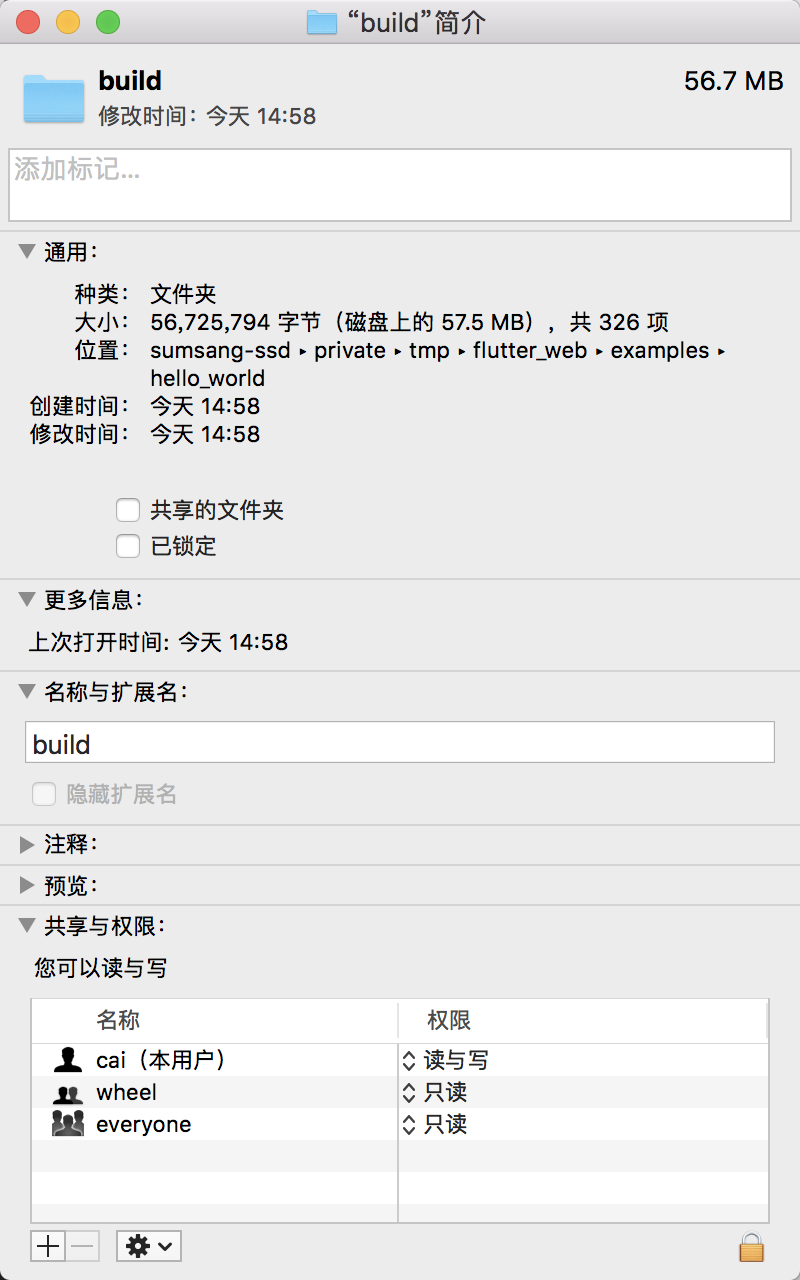 “build”简介
build
56.7 MB
修改时间：今天 14:58
添加标记...
通用：
种类： 文件夹
大小： 56,725,794 字节（磁盘上的 57.5 MB），共 326 项
位置： sumsang-ssd ▸ private ▸ tmp ▸ flutter_web ▸ examples ▸
hello_world
创建时间： 今天 14:58
修改时间： 今天 14:58
共享的文件夹
已锁定
更多信息：
上次打开时间: 今天 14:58
名称与扩展名：
build
隐藏扩展名
注释：
预览：
共享与权限：
您可以读与写
名称 权限
cai（本用户） 读与写
wheel 只读
everyone 只读